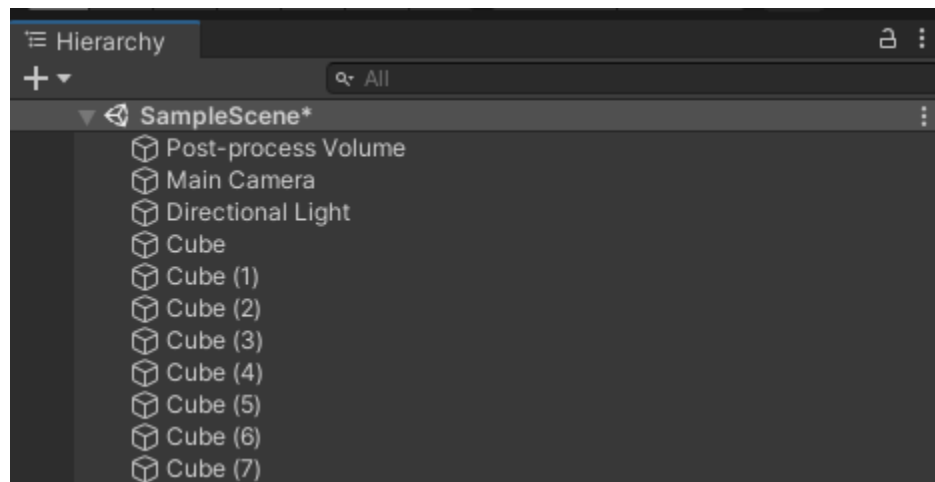 Hierarchy
All
SampleScene*
Post-process Volume
Main Camera
Directional Light
Cube
Cube (1)
Cube (2)
Cube (3)
Cube (4)
Cube (5)
Cube (6)
Cube (7)